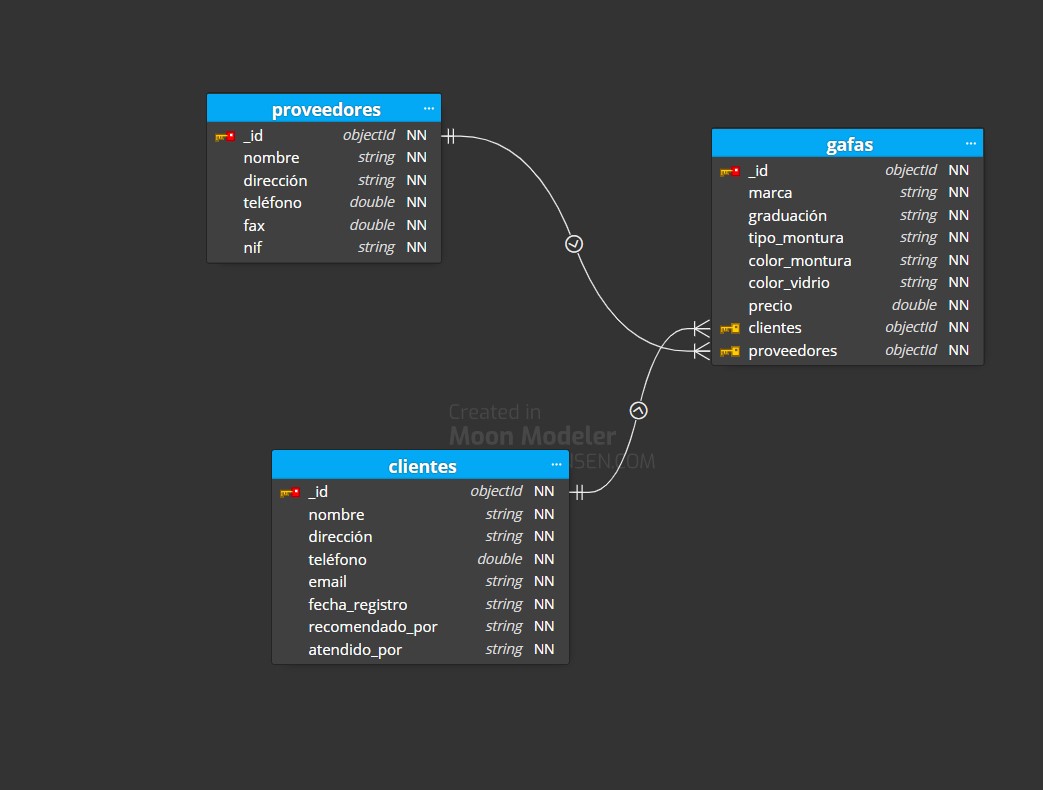 proveedores ...
_id objectId NN
nombre string NN
dirección string NN
teléfono double NN
fax double NN
nif string NN
gafas ...
_id objectId NN
marca string NN
graduación string NN
tipo_montura string NN
color_montura string NN
color_vidrio string NN
precio double NN
clientes objectId NN
proveedores objectId NN
Created in
Moon Modeler
SEN.COM
clientes ...
_id objectId NN
nombre string NN
dirección string NN
teléfono double NN
email string NN
fecha_registro string NN
recomendado_por string NN
atendido_por string NN